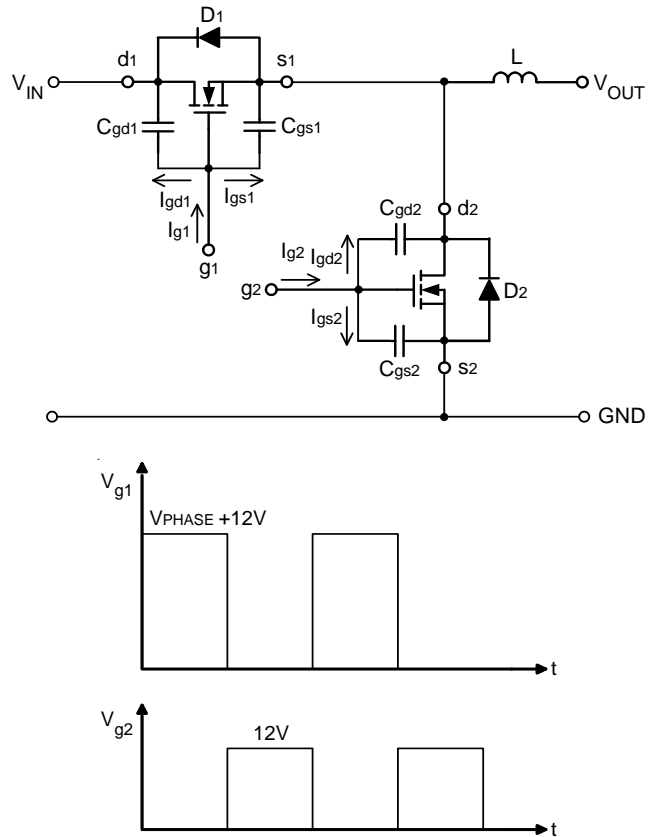 D1
d1
s1
L
VIN
VOUT
Cgd1
Cgs1
Igd1
Igs1
Ig1
g1
Cgd2
d2
Ig2
Igd2
g2
D2
Igs2
Cgs2
s2
GND
Vg1
VPHASE +12V
t
Vg2
12V
t